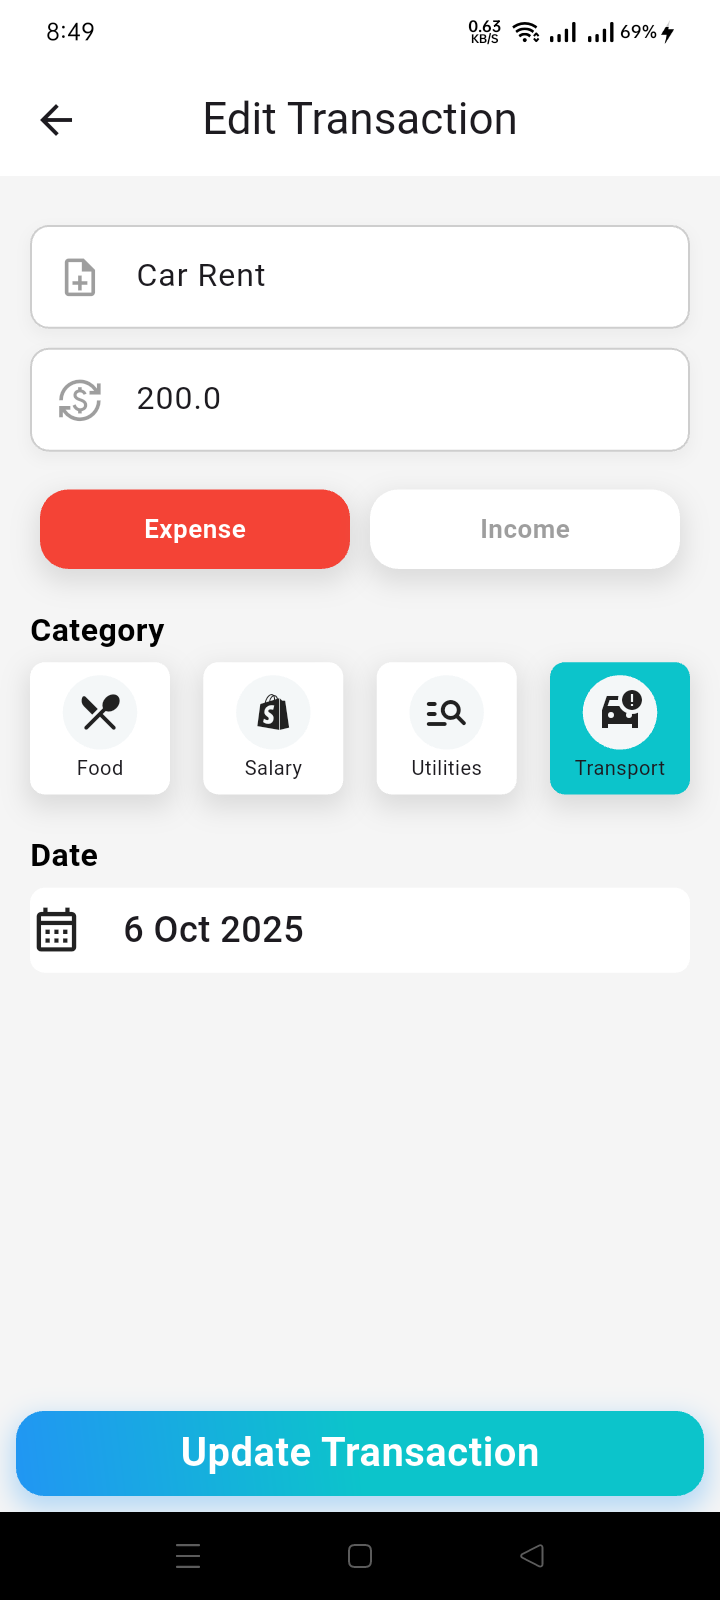 8:49
0.63
KB/S
69%
Edit Transaction
Car Rent
200.0
Expense
Income
Category
Food
Salary
Utilities
Transport
Date
6 Oct 2025
Update Transaction